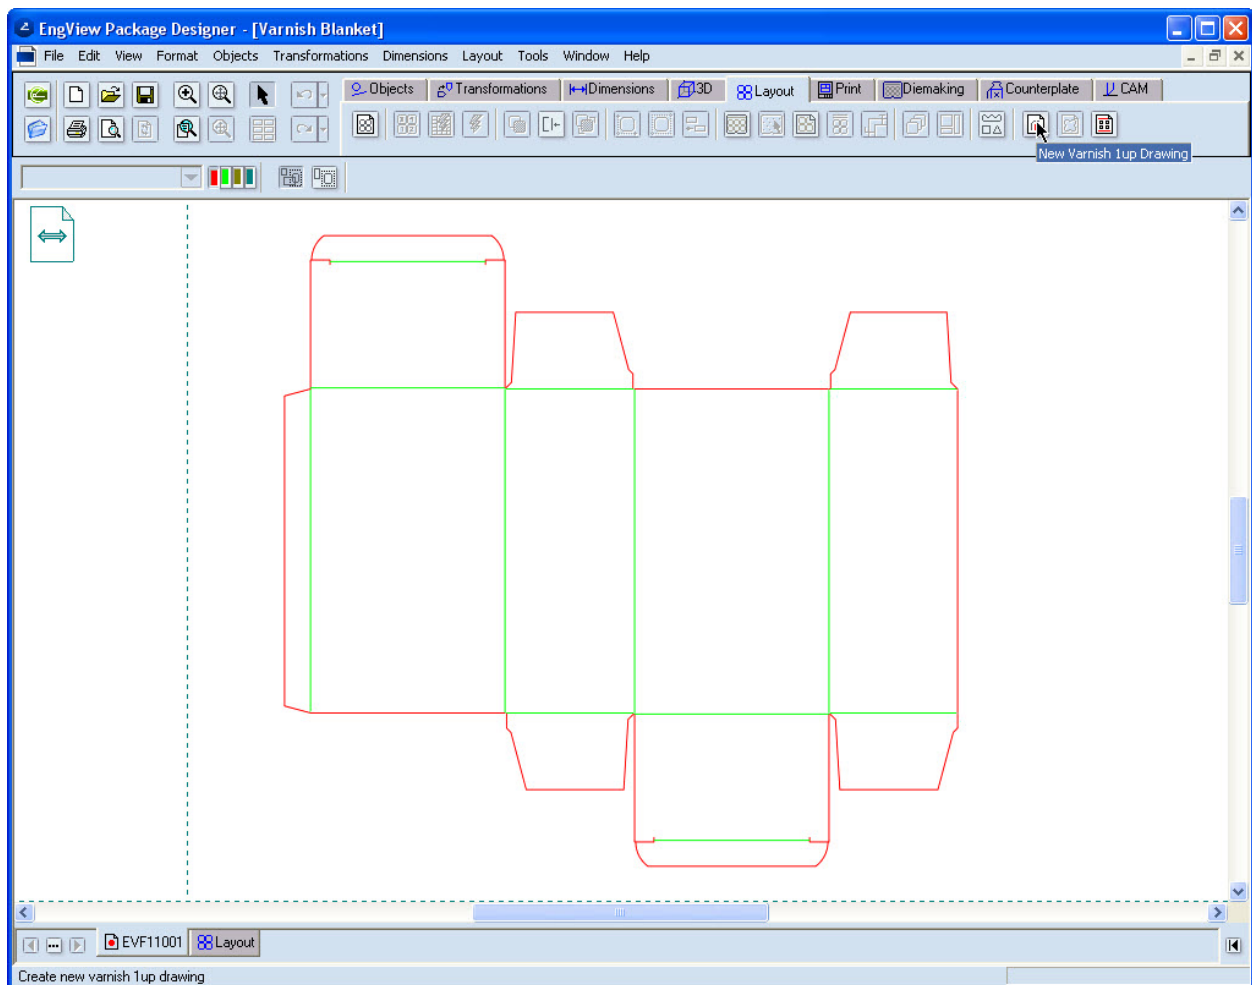 EngView Package Designer - [Varnish Blanket]
File Edit View Format Objects Transformations Dimensions Layout Tools Window Help
Objects Transformations Dimensions 3D Layout Print Diemaking Counterplate CAM
New Varnish 1up Drawing
EVF11001 Layout
Create new varnish 1up drawing